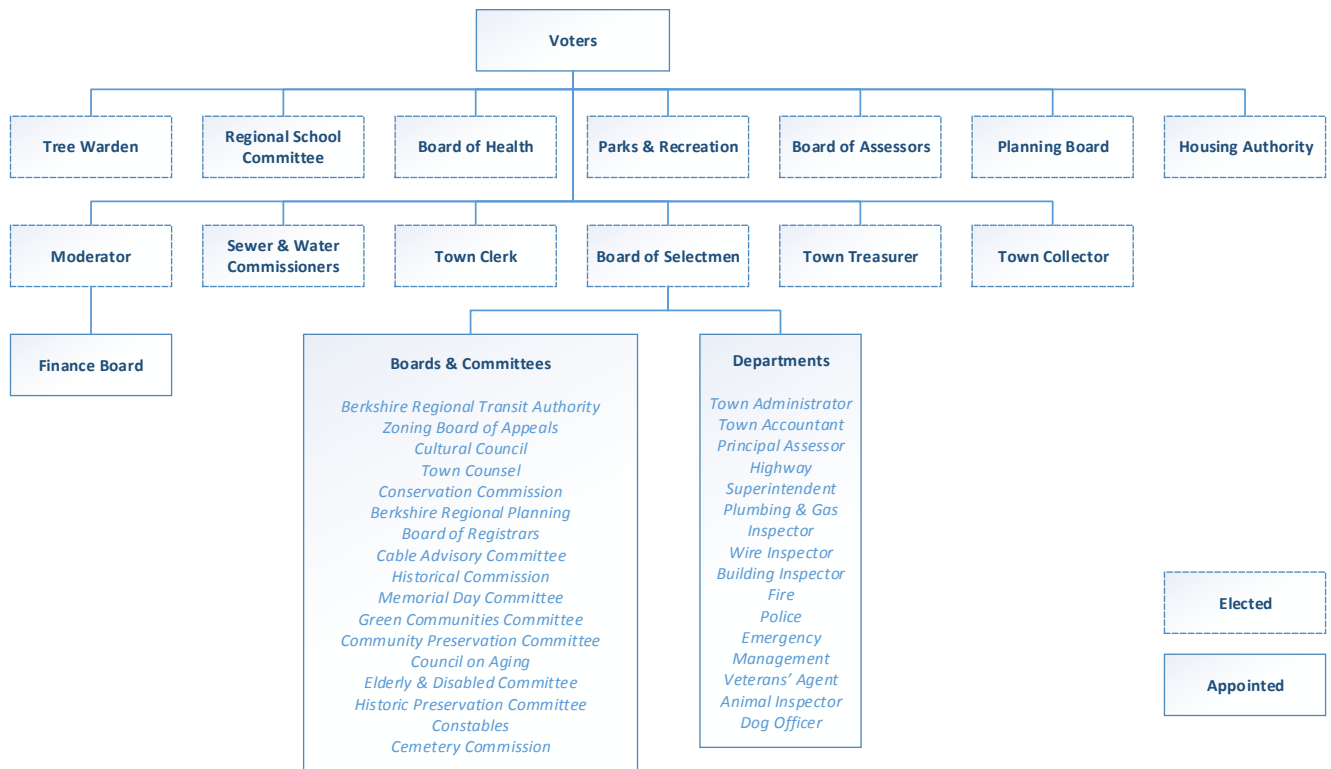 Voters
Tree Warden
Regional School
Committee
Board of Health
Parks & Recreation
Board of Assessors
Planning Board
Housing Authority
Moderator
Sewer & Water
Commissioners
Town Clerk
Board of Selectmen
Town Treasurer
Town Collector
Finance Board
Boards & Committees
Berkshire Regional Transit Authority
Zoning Board of Appeals
Cultural Council
Town Counsel
Conservation Commission
Berkshire Regional Planning
Board of Registrars
Cable Advisory Committee
Historical Commission
Memorial Day Committee
Green Communities Committee
Community Preservation Committee
Council on Aging
Elderly & Disabled Committee
Historic Preservation Committee
Constables
Cemetery Commission
Departments
Town Administrator
Town Accountant
Principal Assessor
Highway
Superintendent
Plumbing & Gas
Inspector
Wire Inspector
Building Inspector
Fire
Police
Emergency
Management
Veterans’ Agent
Animal Inspector
Dog Officer
Elected
Appointed